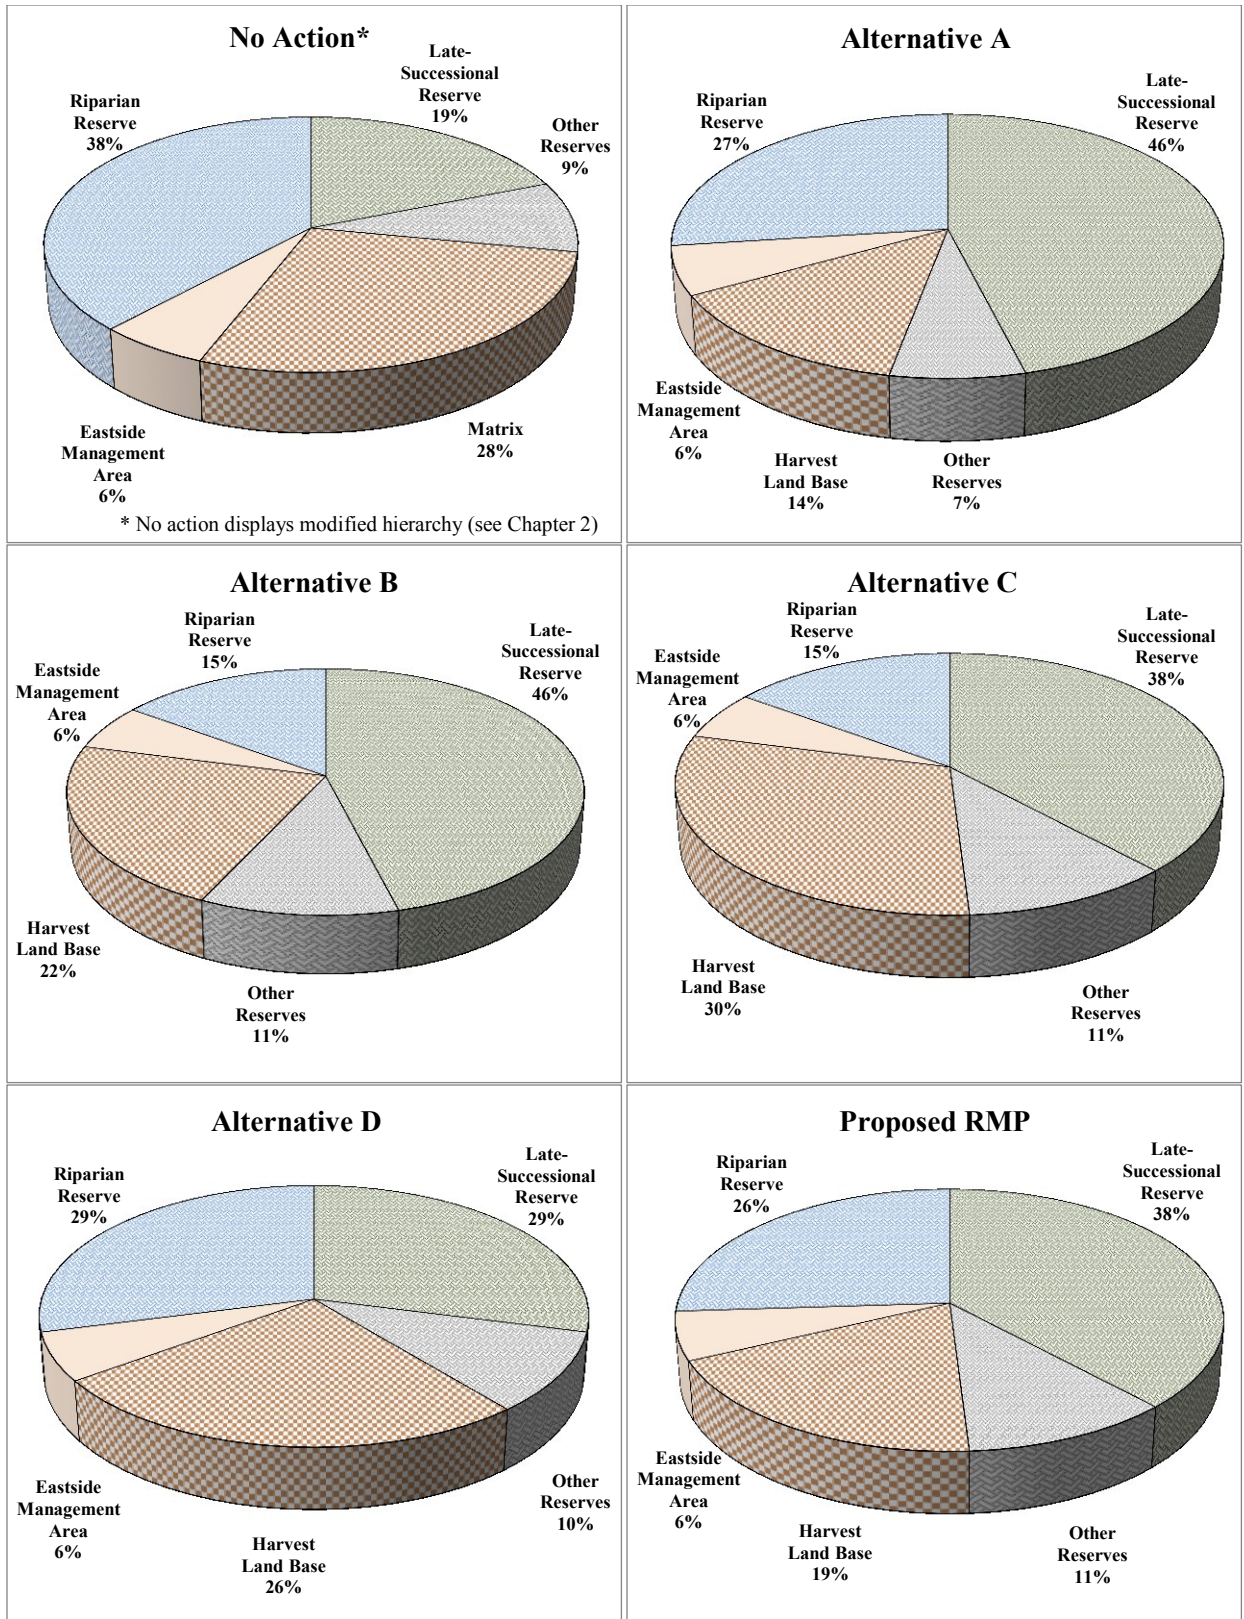 No Action*
Late-
Successional
Reserve
19%
Other
Reserves
9%
Riparian
Reserve
38%
Matrix
28%
Eastside
Management
Area
6%
* No action displays modified hierarchy (see Chapter 2)
Alternative A
Late-
Successional
Reserve
46%
Riparian
Reserve
27%
Eastside
Management
Area
6%
Harvest
Land Base
14%
Other
Reserves
7%
Alternative B
Riparian
Reserve
15%
Late-
Successional
Reserve
46%
Eastside
Management
Area
6%
Harvest
Land Base
22%
Other
Reserves
11%
Alternative C
Riparian
Reserve
15%
Late-
Successional
Reserve
38%
Eastside
Management
Area
6%
Harvest
Land Base
30%
Other
Reserves
11%
Alternative D
Riparian
Reserve
29%
Late-
Successional
Reserve
29%
Eastside
Management
Area
6%
Harvest
Land Base
26%
Other
Reserves
10%
Proposed RMP
Late-
Successional
Reserve
38%
Riparian
Reserve
26%
Eastside
Management
Area
6%
Harvest
Land Base
19%
Other
Reserves
11%